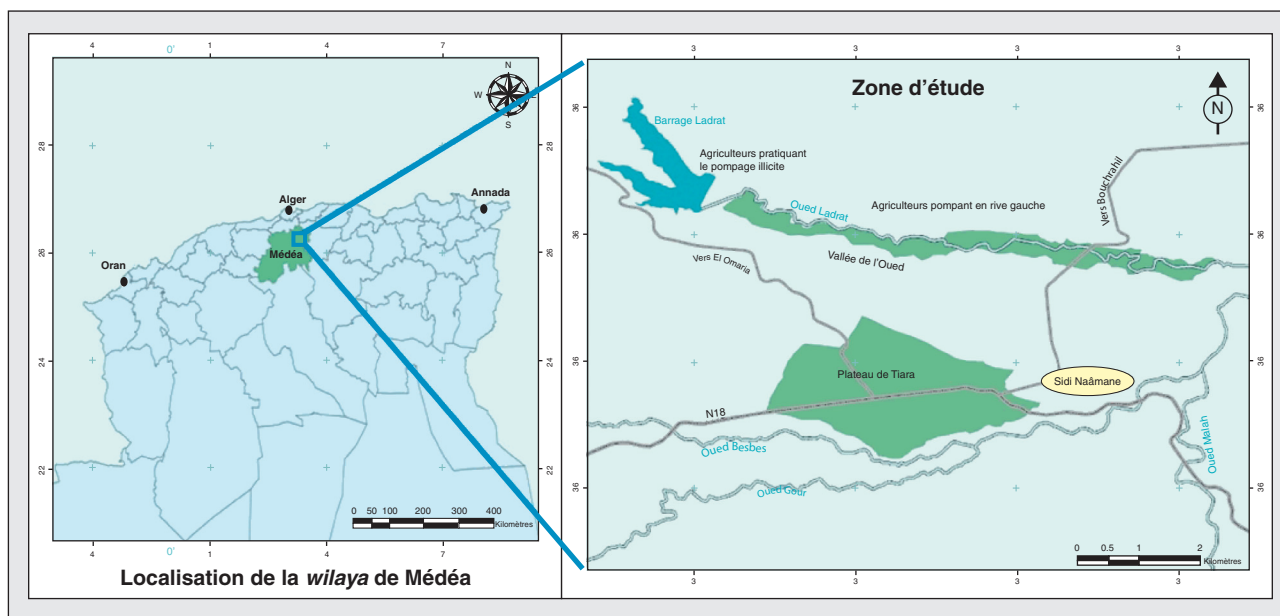 4 0' 1 4 7
N
W E
S
28
26
24
22
28
26
24
22
Alger
Annada
Médéa
Oran
0 50 100 200 300 400
Kilomètres
4 0' 1 4 7
Localisation de la wilaya de Médéa
3 3 3 3
Zone d'étude
N
36
36
36
36
36
36
36
36
Barrage Ladrat
Agriculteurs pratiquant
le pompage illicite
Vers Bouchrahil
Oued Ladrat
Agriculteurs pompant en rive gauche
Vers El Omaria
Vallée de l'Oued
Plateau de Tiara
Sidi Naâmane
N18
Oued Besbes
Oued Malah
Oued Gour
0 0.5 1 2
Kilomètres
3 3 3 3